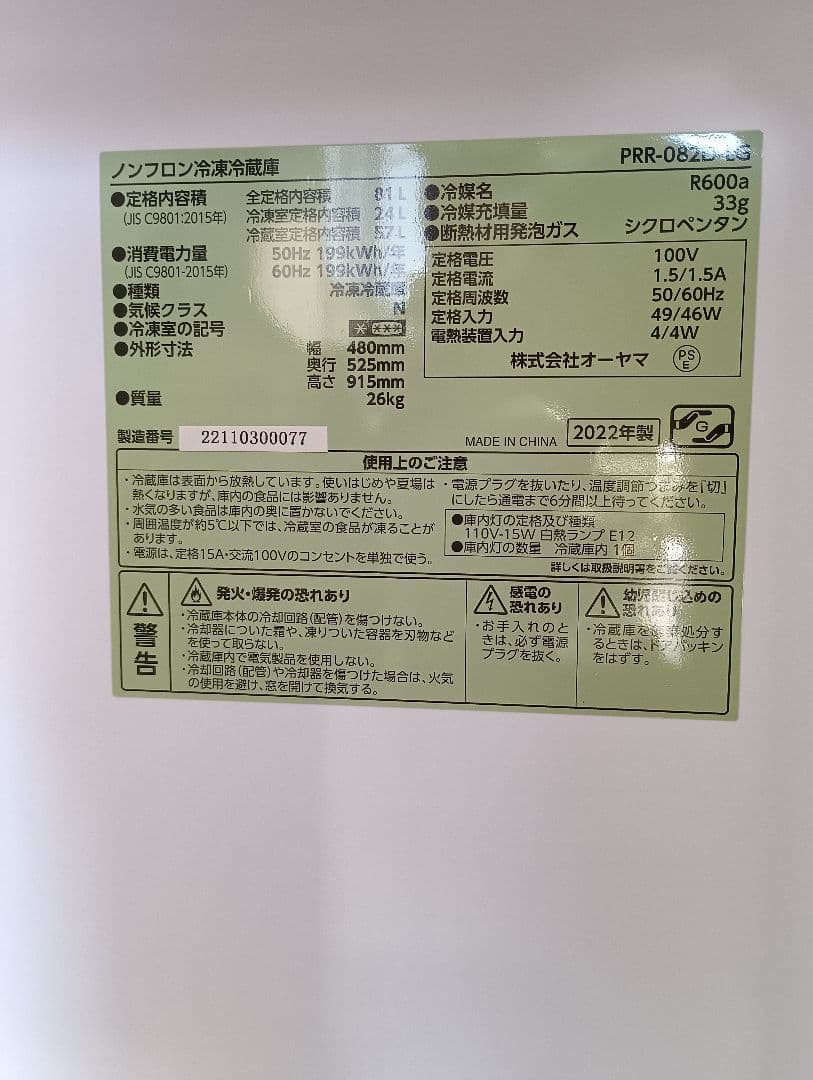 ノンフロン冷凍冷蔵庫
●定格内容積 全定格内容積 81L
(JIS C9801:2015年) 冷凍室定格内容積 24L
冷蔵室定格内容積 57L
●消費電力量 50Hz 199kWh/年
(JIS C9801-2015年) 60Hz 199kWh/年
●種類 冷凍冷蔵庫
●気候クラス N
●冷凍室の記号
●外形寸法 幅 480mm
奥行 525mm
高さ 915mm
●質量 26kg
製造番号 22110300077
PRR-082
●冷媒名 R600a
●冷媒充填量 33g
●断熱材用発泡ガス シクロペンタン
定格電圧 100V
定格電流 1.5/1.5A
定格周波数 50/60Hz
定格入力 49/46W
電熱装置入力 4/4W
株式会社オーヤマ PSE
MADE IN CHINA 2022年製 G
使用上のご注意
・冷蔵庫は表面から放熱しています。使いはじめや夏場は
熱くなりますが、庫内の食品には影響ありません。
・水気の多い食品は庫内の奥に置かないでください。
・周囲温度が約5℃以下では、冷蔵室の食品が凍ることが
あります。
・電源は、定格15A・交流100Vのコンセントを単独で使う。
・電源プラグを抜いたり、温度調節つまみを「切」
にしたら通電まで6分間以上待ってください。
●庫内灯の定格及び種類
110V-15W 白熱ランプ E12
●庫内灯の数量 冷蔵庫内 1個
詳しくは取扱説明書をご覧ください。
警告
発火・爆発の恐れあり
・冷蔵庫本体の冷却回路(配管)を傷つけない。
・冷却器についた霜や、凍りついた容器を刃物など
を使って取らない。
・冷蔵庫内で電気製品を使用しない。
・冷却回路(配管)や冷却器を傷つけた場合は、火気
の使用を避け、窓を開けて換気する。
感電の
恐れあり
・お手入れのと
きは、必ず電源
プラグを抜く。
幼児閉じ込めの
恐れあり
・冷蔵庫を廃棄処分す
るときは、ドアパッキン
をはずす。